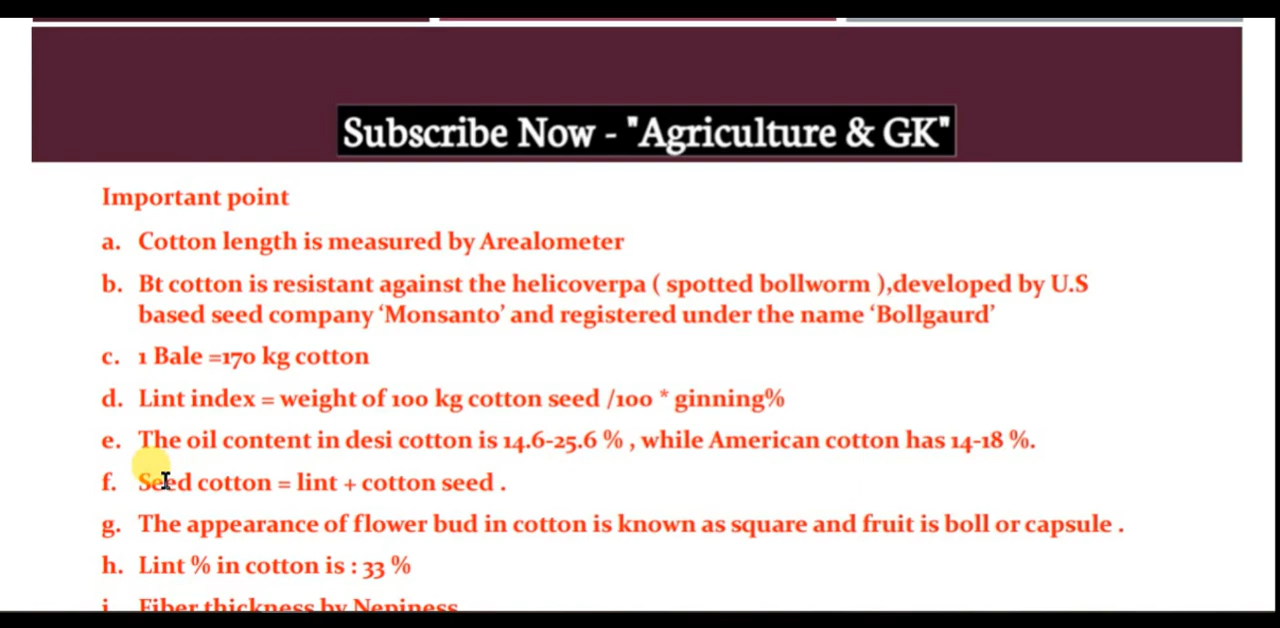 Subscribe Now - "Agriculture & GK"
Important point
a. Cotton length is measured by Arealometer
b. Bt cotton is resistant against the helicoverpa ( spotted bollworm ),developed by U.S
based seed company ‘Monsanto’ and registered under the name ‘Bollgaurd’
c. 1 Bale =170 kg cotton
d. Lint index = weight of 100 kg cotton seed /100 * ginning%
e. The oil content in desi cotton is 14.6-25.6 % , while American cotton has 14-18 %.
f. Seed cotton = lint + cotton seed .
g. The appearance of flower bud in cotton is known as square and fruit is boll or capsule .
h. Lint % in cotton is : 33 %
i. Fiber thickness by Nepiness